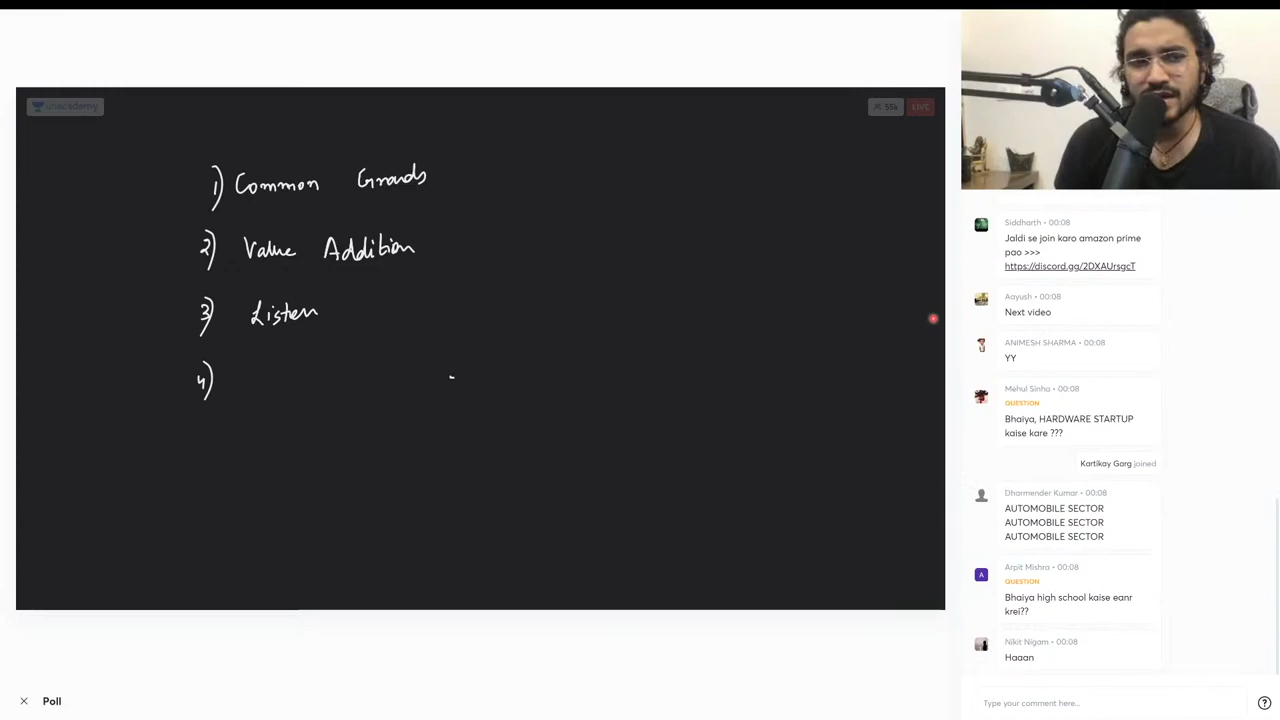 unacademy
55k LIVE
1) Common Grounds
2) Value Addition
3) Listen
4)
Siddharth • 00:08
Jaldi se join karo amazon prime
pao >>>
https://discord.gg/2DXAUrsgcT
Aayush • 00:08
Next video
ANIMESH SHARMA • 00:08
YY
Mehul Sinha • 00:08
QUESTION
Bhaiya, HARDWARE STARTUP
kaise kare ???
Kartikay Garg joined
Dharmender Kumar • 00:08
AUTOMOBILE SECTOR
AUTOMOBILE SECTOR
AUTOMOBILE SECTOR
A
Arpit Mishra • 00:08
QUESTION
Bhaiya high school kaise eanr
krei??
Nikit Nigam • 00:08
Haaan
Poll
Type your comment here...
?